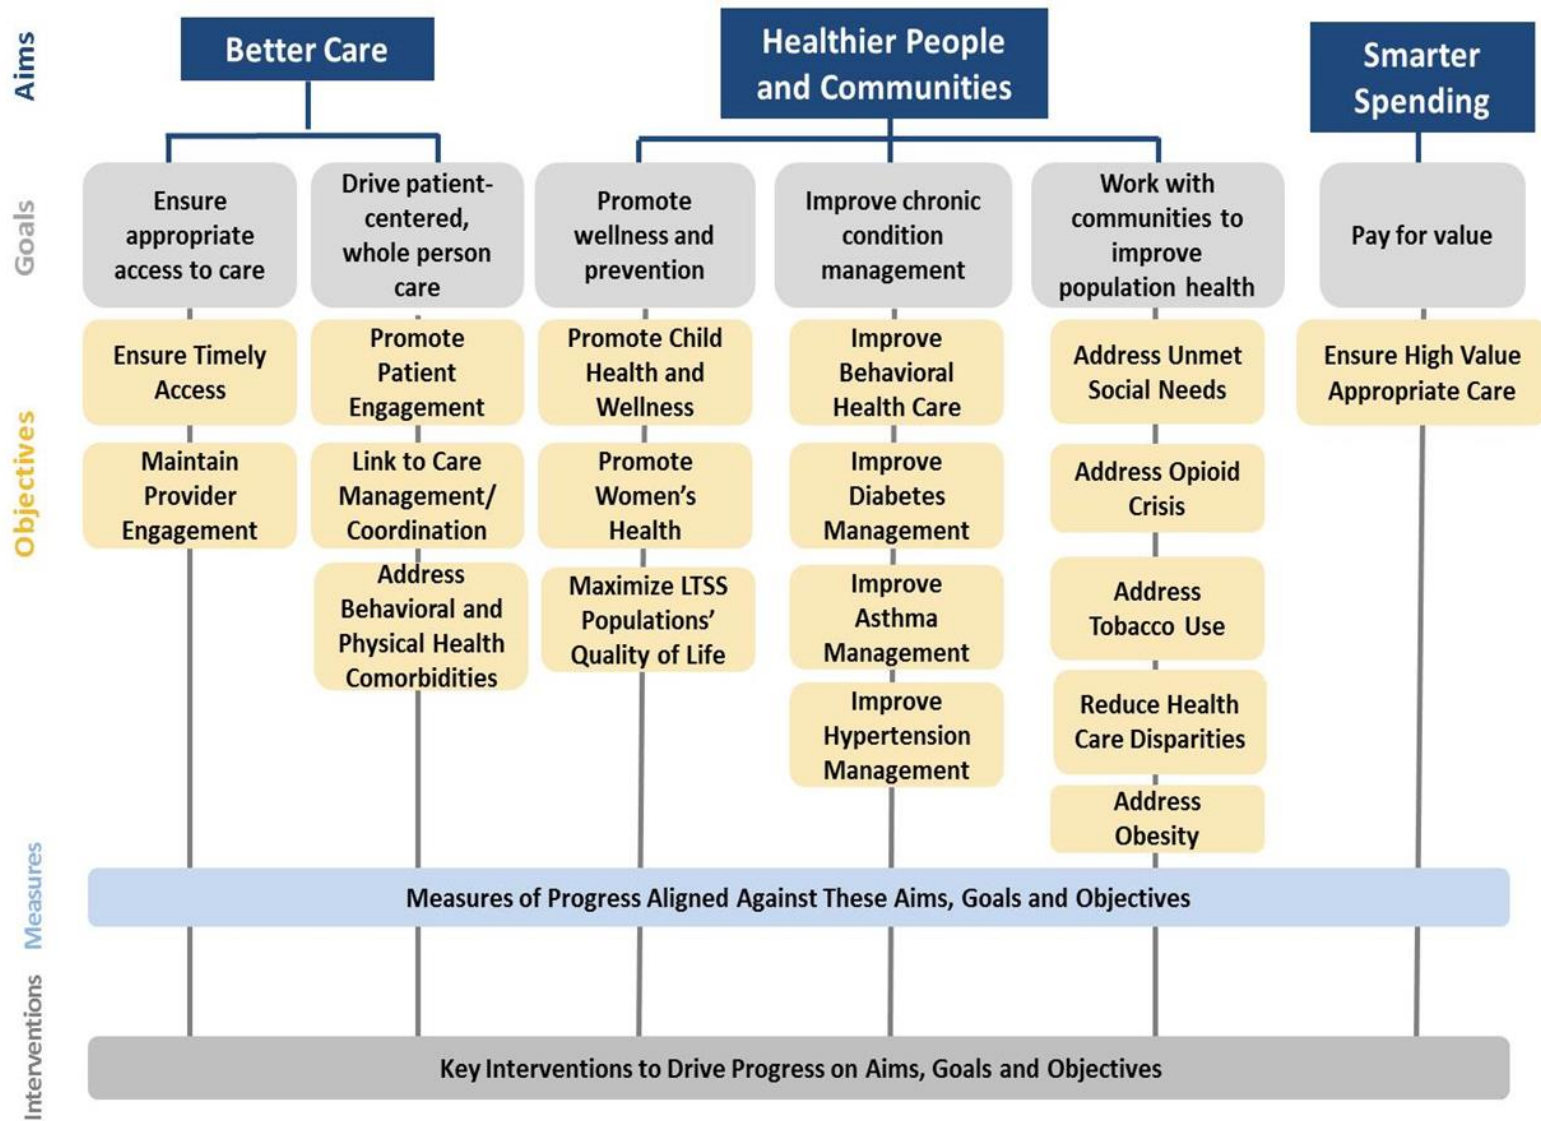 Aims
Better Care
Healthier People
and Communities
Smarter
Spending
Goals
Ensure
appropriate
access to care
Drive patient-
centered,
whole person
care
Promote
wellness and
prevention
Improve chronic
condition
management
Work with
communities to
improve
population health
Pay for value
Objectives
Ensure Timely
Access
Maintain
Provider
Engagement
Promote
Patient
Engagement
Link to Care
Management/
Coordination
Address
Behavioral and
Physical Health
Comorbidities
Promote Child
Health and
Wellness
Promote
Women's
Health
Maximize LTSS
Populations'
Quality of Life
Improve
Behavioral
Health Care
Improve
Diabetes
Management
Improve
Asthma
Management
Improve
Hypertension
Management
Address Unmet
Social Needs
Address Opioid
Crisis
Address
Tobacco Use
Reduce Health
Care Disparities
Address
Obesity
Ensure High Value
Appropriate Care
Measures
Measures of Progress Aligned Against These Aims, Goals and Objectives
Interventions
Key Interventions to Drive Progress on Aims, Goals and Objectives